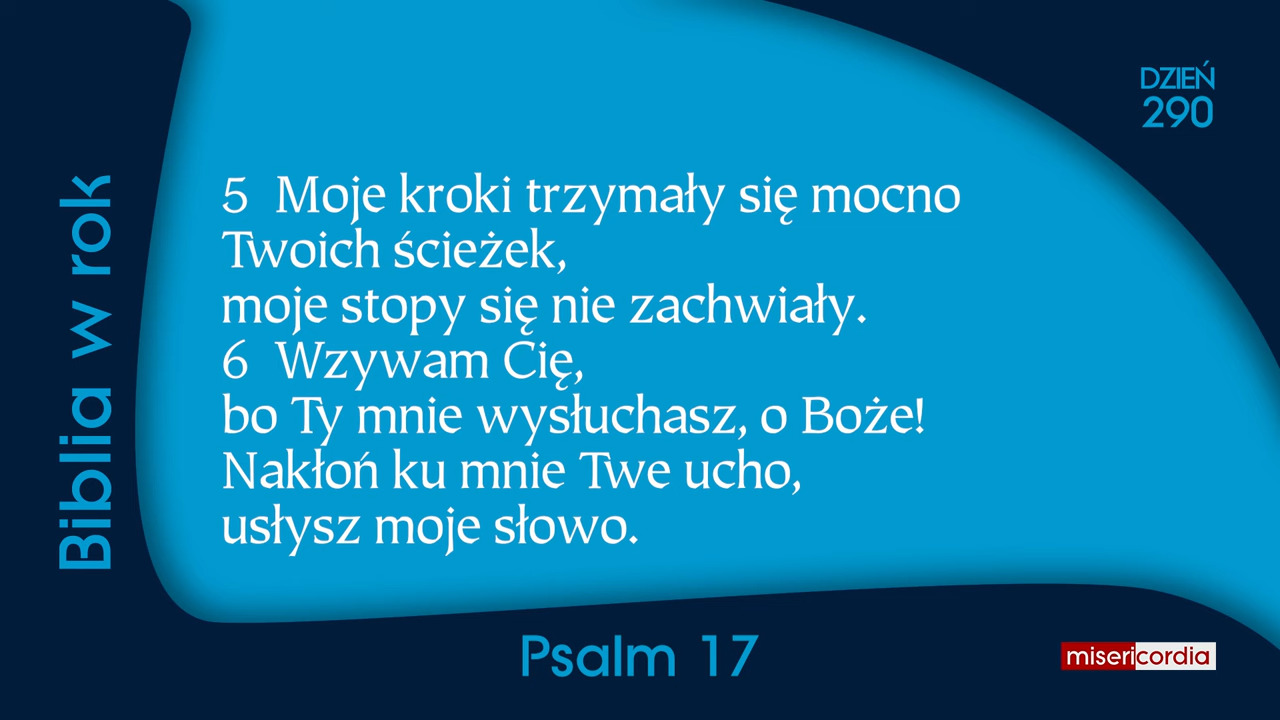 DZIEŃ
290
Biblia w rok
5 Moje kroki trzymały się mocno
Twoich ścieżek,
moje stopy się nie zachwiały.
6 Wzywam Cię,
bo Ty mnie wysłuchasz, o Boże!
Nakłoń ku mnie Twe ucho,
usłysz moje słowo.
Psalm 17
misericordia